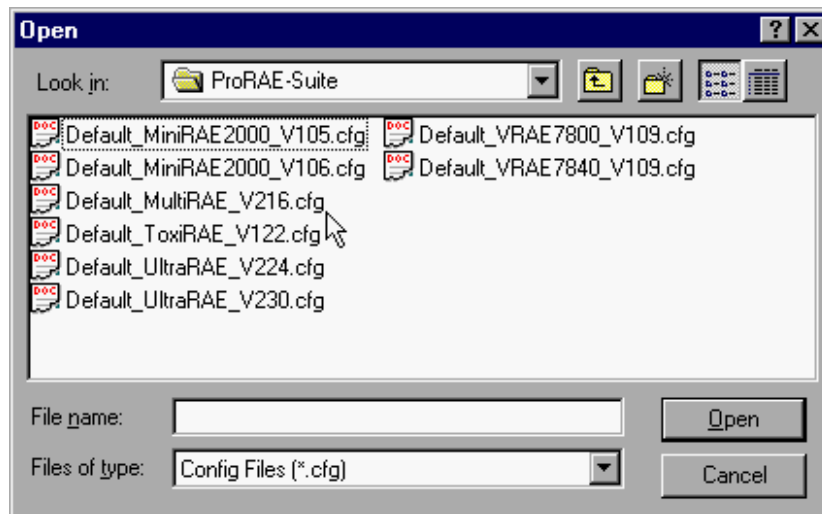 Open
Look in:
ProRAE-Suite
Default_MiniRAE2000_V105.cfg
Default_MiniRAE2000_V106.cfg
Default_MultiRAE_V216.cfg
Default_ToxiRAE_V122.cfg
Default_UltraRAE_V224.cfg
Default_UltraRAE_V230.cfg
Default_VRAE7800_V109.cfg
Default_VRAE7840_V109.cfg
File name:
Open
Files of type:
Config Files (*.cfg)
Cancel